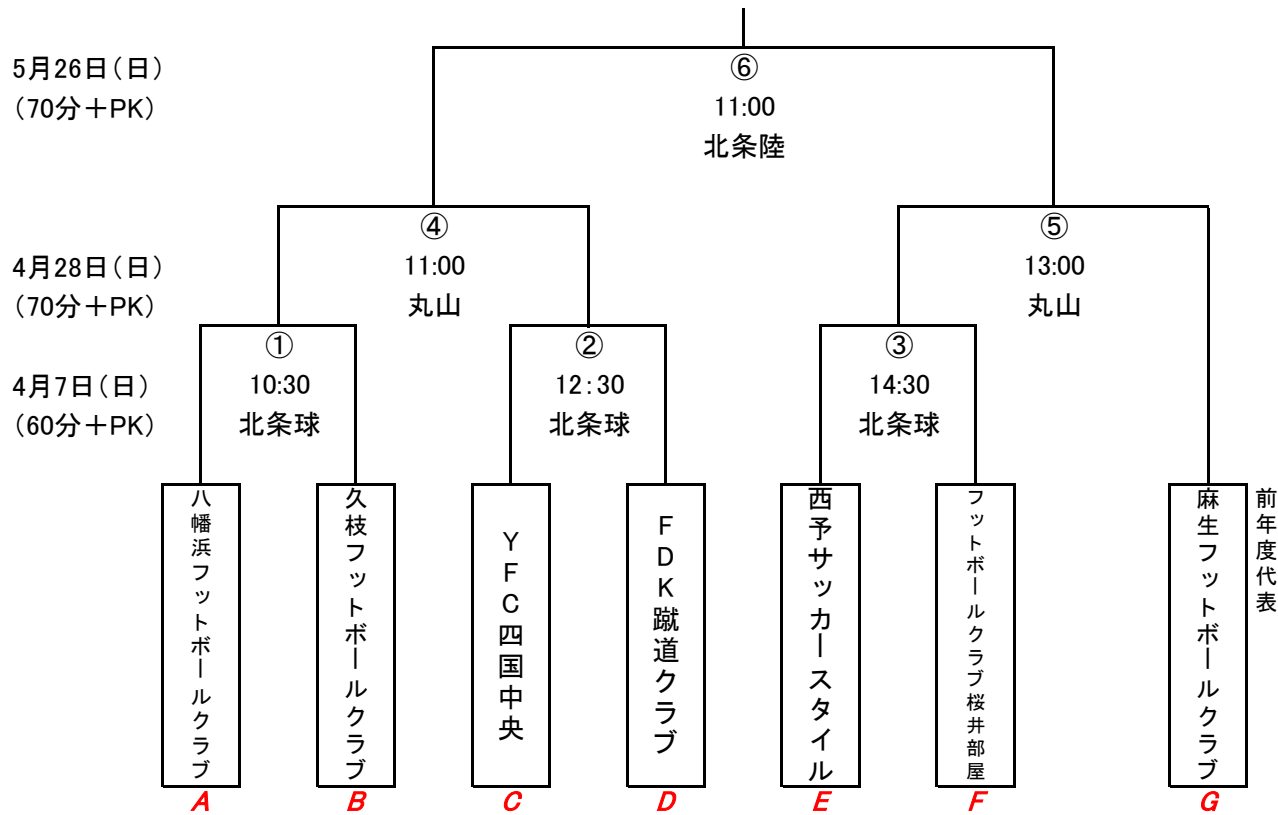 5月26日(日)
(70分+PK)
⑥
11:00
北条陸
4月28日(日)
(70分+PK)
④
11:00
丸山
⑤
13:00
丸山
4月7日(日)
(60分+PK)
①
10:30
北条球
②
12:30
北条球
③
14:30
北条球
八幡浜フットボールクラブ
久枝フットボールクラブ
YFC四国中央
FDK蹴道クラブ
西予サッカースタイル
フットボールクラブ桜井部屋
麻生フットボールクラブ
前年度代表
A
B
C
D
E
F
G